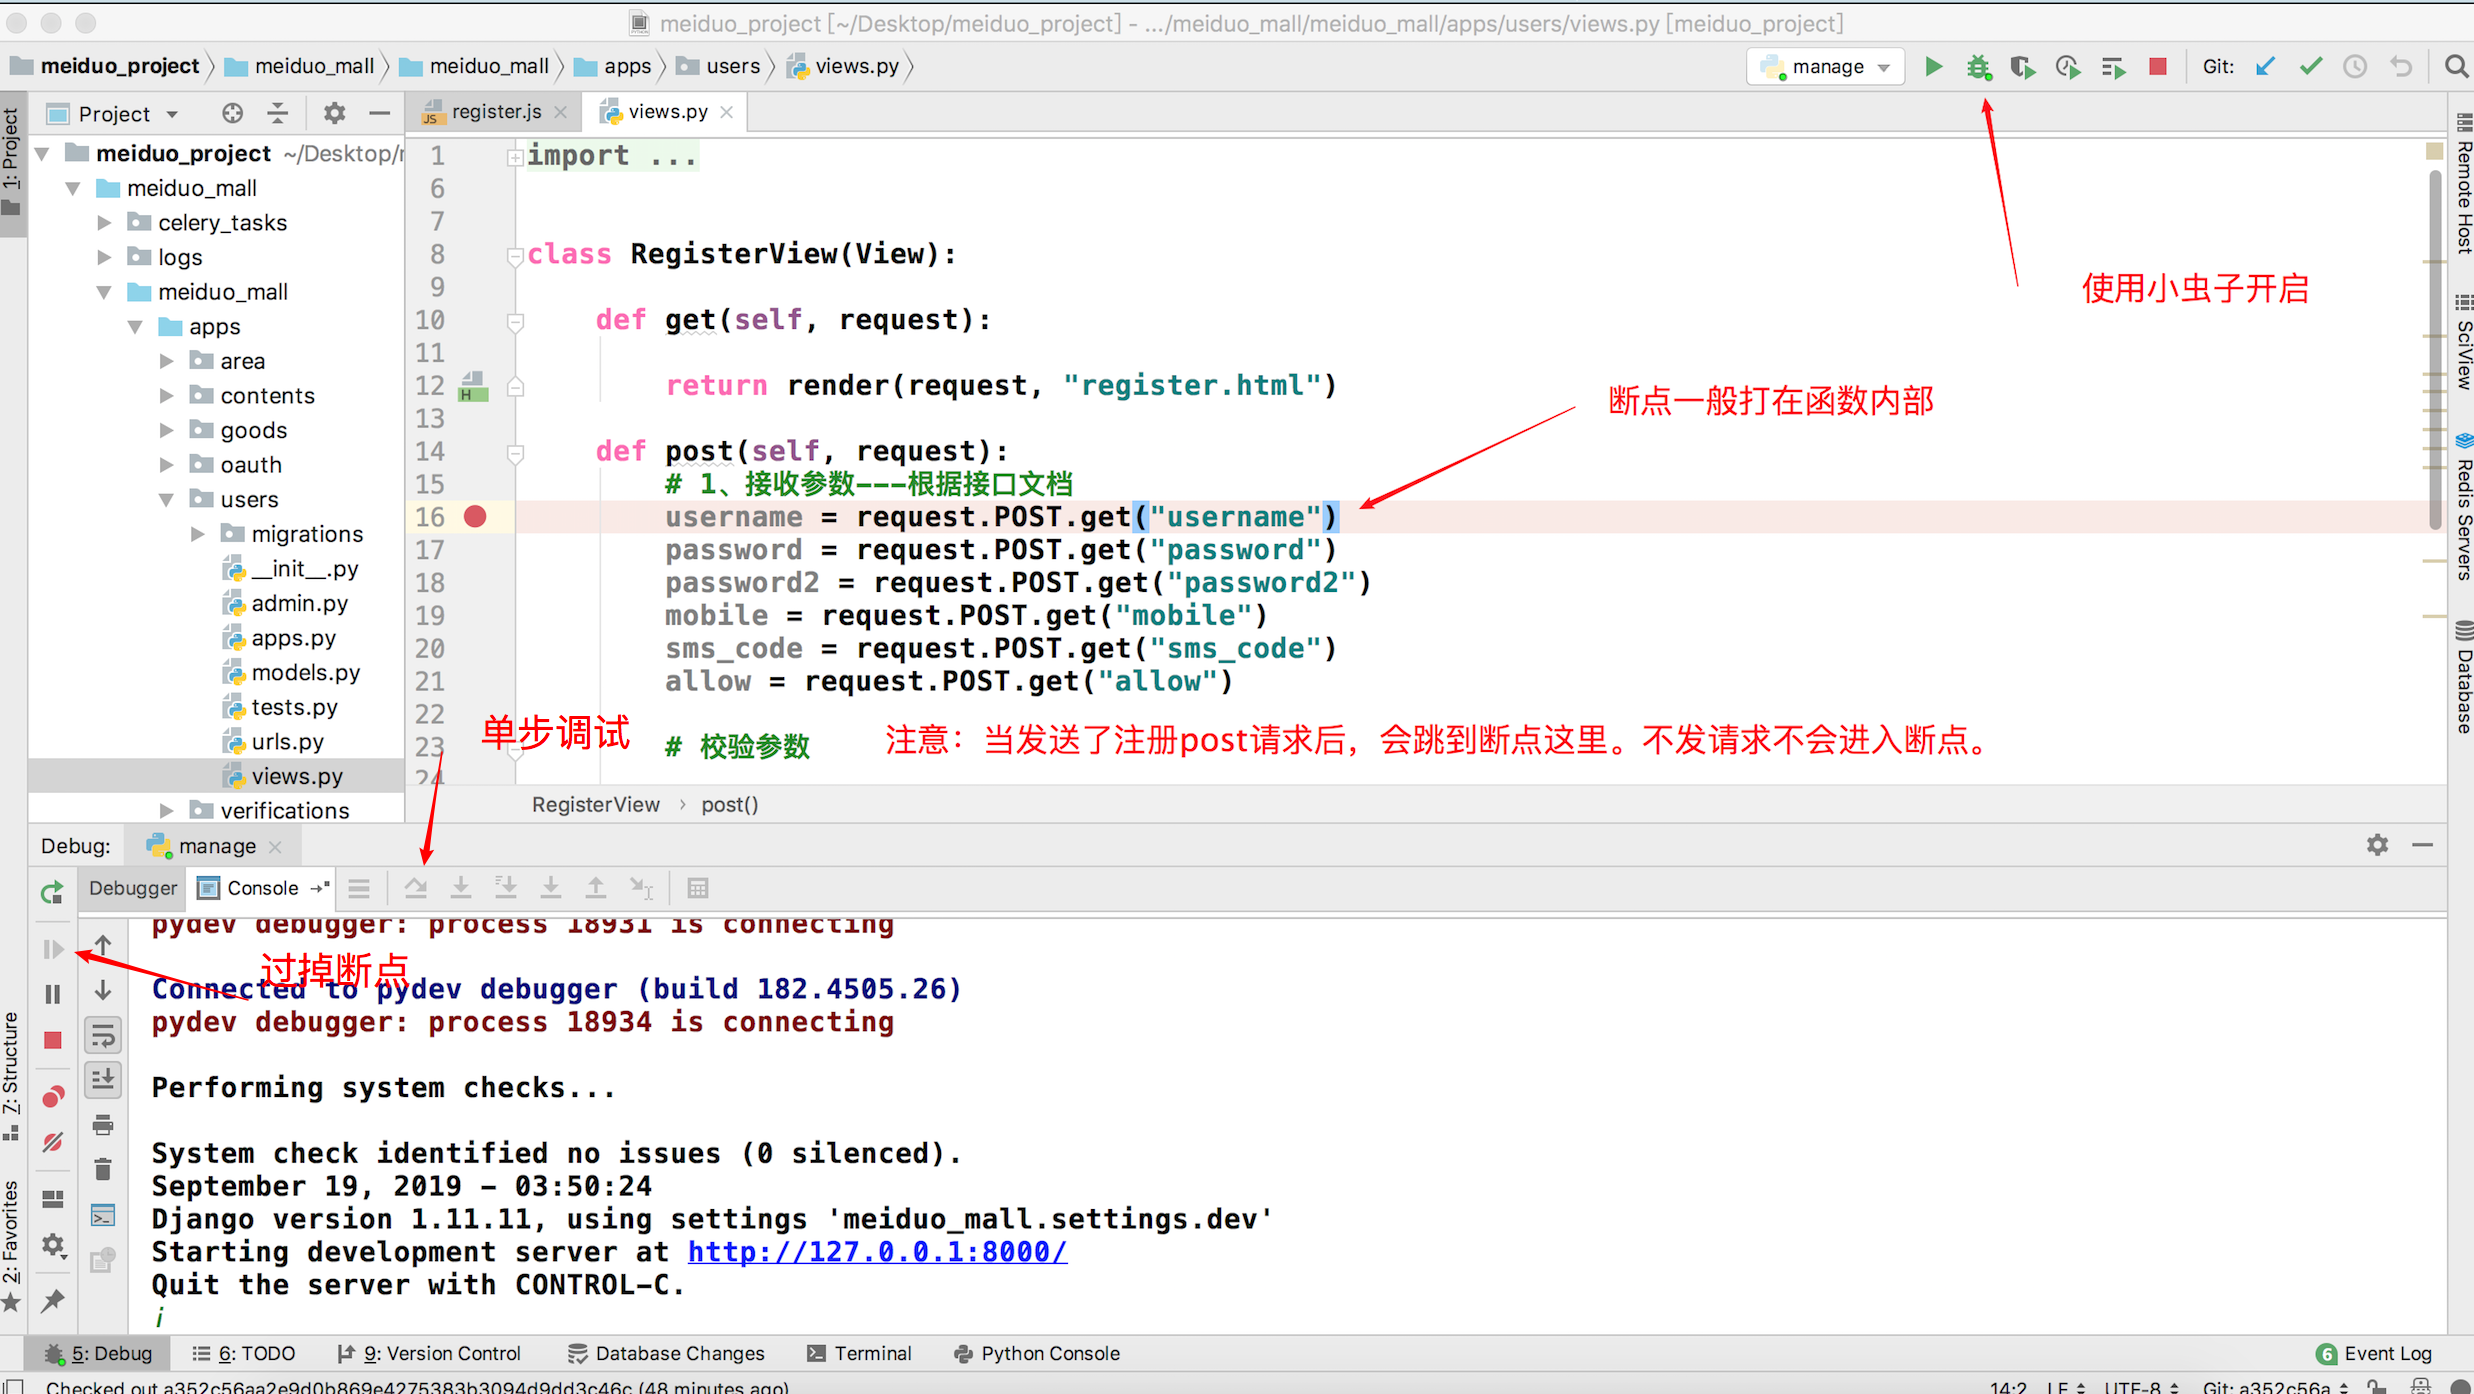 meiduo_project [~/Desktop/meiduo_project] - .../meiduo_mall/meiduo_mall/apps/users/views.py [meiduo_project]
meiduo_project meiduo_mall meiduo_mall apps users views.py manage Git:
1: Project
Project
register.js views.py
meiduo_project ~/Desktop/
meiduo_mall
celery_tasks
logs
meiduo_mall
apps
area
contents
goods
oauth
users
migrations
__init__.py
admin.py
apps.py
models.py
tests.py
urls.py
views.py
verifications
1 import ...
6
7
8 class RegisterView(View):
9
10 def get(self, request):
11
12 return render(request, "register.html")
13
14 def post(self, request):
15 # 1、接收参数---根据接口文档
16 username = request.POST.get("username")
17 password = request.POST.get("password")
18 password2 = request.POST.get("password2")
19 mobile = request.POST.get("mobile")
20 sms_code = request.POST.get("sms_code")
21 allow = request.POST.get("allow")
22
23 # 校验参数
24
使用小虫子开启
断点一般打在函数内部
单步调试
注意：当发送了注册post请求后，会跳到断点这里。不发请求不会进入断点。
RegisterView › post()
Remote Host
SciView
Redis Servers
Database
Debug: manage
Debugger Console
过掉断点
pydev debugger: process 18931 is connecting
Connected to pydev debugger (build 182.4505.26)
pydev debugger: process 18934 is connecting
Performing system checks...
System check identified no issues (0 silenced).
September 19, 2019 - 03:50:24
Django version 1.11.11, using settings 'meiduo_mall.settings.dev'
Starting development server at http://127.0.0.1:8000/
Quit the server with CONTROL-C.
i
7: Structure
2: Favorites
5: Debug 6: TODO 9: Version Control Database Changes Terminal Python Console 6 Event Log
Checked out a352c56aa2e9d0b869e4275383b3094d9dd3c46c (48 minutes ago) 14:2 LF UTF-8 Git: a352c56a